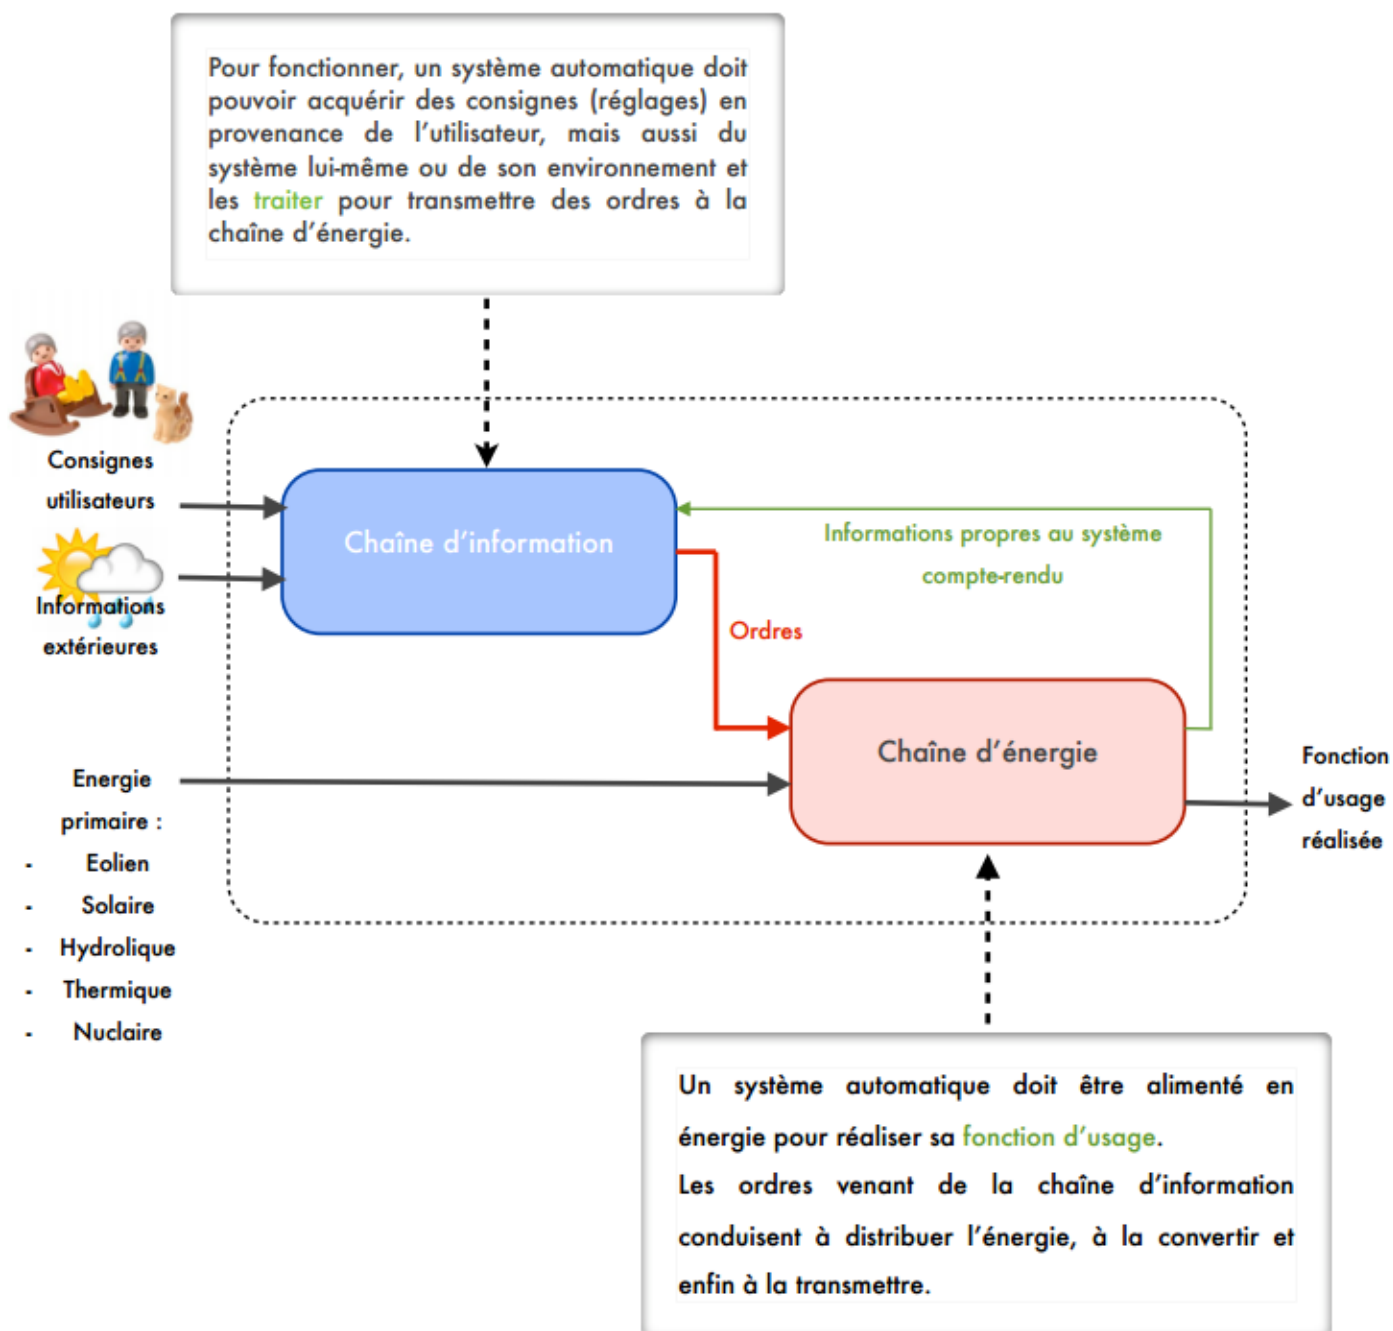 Pour fonctionner, un système automatique doit
pouvoir acquérir des consignes (réglages) en
provenance de l'utilisateur, mais aussi du
système lui-même ou de son environnement et
les traiter pour transmettre des ordres à la
chaîne d'énergie.
Consignes
utilisateurs
Informations
extérieures
Chaîne d'information
Informations propres au système
compte-rendu
Ordres
Chaîne d'énergie
Energie
primaire :
- Eolien
- Solaire
- Hydrolique
- Thermique
- Nuclaire
Fonction
d'usage
réalisée
Un système automatique doit être alimenté en
énergie pour réaliser sa fonction d'usage.
Les ordres venant de la chaîne d'information
conduisent à distribuer l'énergie, à la convertir et
enfin à la transmettre.